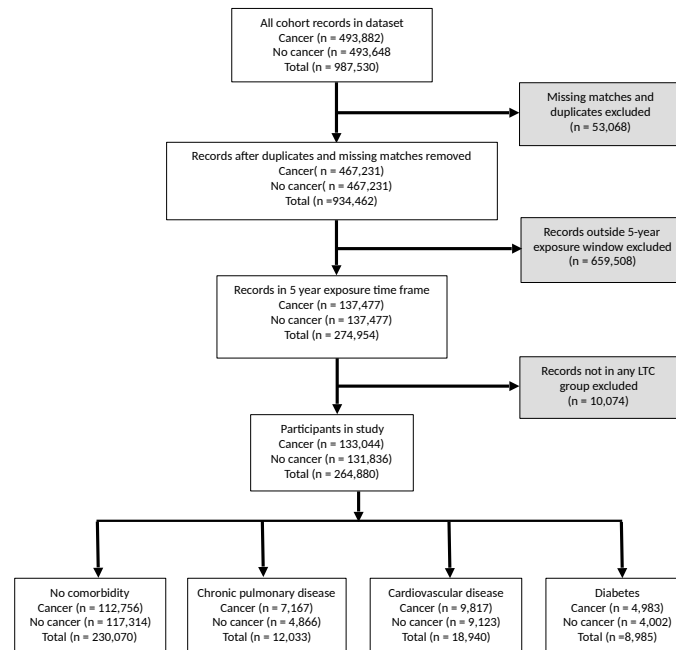 All cohort records in dataset
Cancer (n = 493,882)
No cancer (n = 493,648
Total (n = 987,530)
Missing matches and
duplicates excluded
(n = 53,068)
Records after duplicates and missing matches removed
Cancer( n = 467,231)
No cancer( n = 467,231)
Total (n =934,462)
Records outside 5-year
exposure window excluded
(n = 659,508)
Records in 5 year exposure time frame
Cancer (n = 137,477)
No cancer (n = 137,477)
Total (n = 274,954)
Records not in any LTC
group excluded
(n = 10,074)
Participants in study
Cancer (n = 133,044)
No cancer (n = 131,836)
Total (n = 264,880)
No comorbidity
Cancer (n = 112,756)
No cancer (n = 117,314)
Total (n = 230,070)
Chronic pulmonary disease
Cancer (n = 7,167)
No cancer (n = 4,866)
Total (n = 12,033)
Cardiovascular disease
Cancer (n = 9,817)
No cancer (n = 9,123)
Total (n = 18,940)
Diabetes
Cancer (n = 4,983)
No cancer (n = 4,002)
Total (n =8,985)